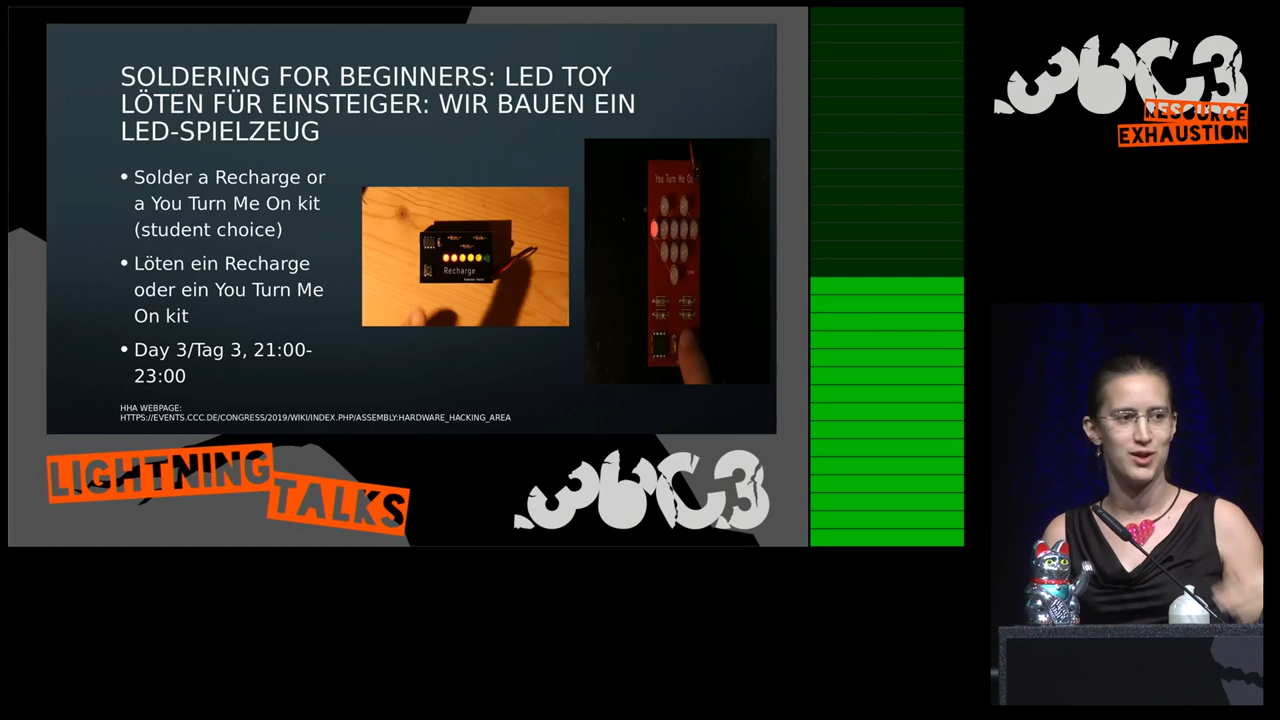 SOLDERING FOR BEGINNERS: LED TOY
LÖTEN FÜR EINSTEIGER: WIR BAUEN EIN
LED-SPIELZEUG
• Solder a Recharge or
a You Turn Me On kit
(student choice)
• Löten ein Recharge
oder ein You Turn Me
On kit
• Day 3/Tag 3, 21:00-
23:00
HHA WEBPAGE:
HTTPS://EVENTS.CCC.DE/CONGRESS/2019/WIKI/INDEX.PHP/ASSEMBLY:HARDWARE_HACKING_AREA
Recharge
You Turn Me On
LIGHTNING
TALKS
36C3
36C3
RESOURCE
EXHAUSTION